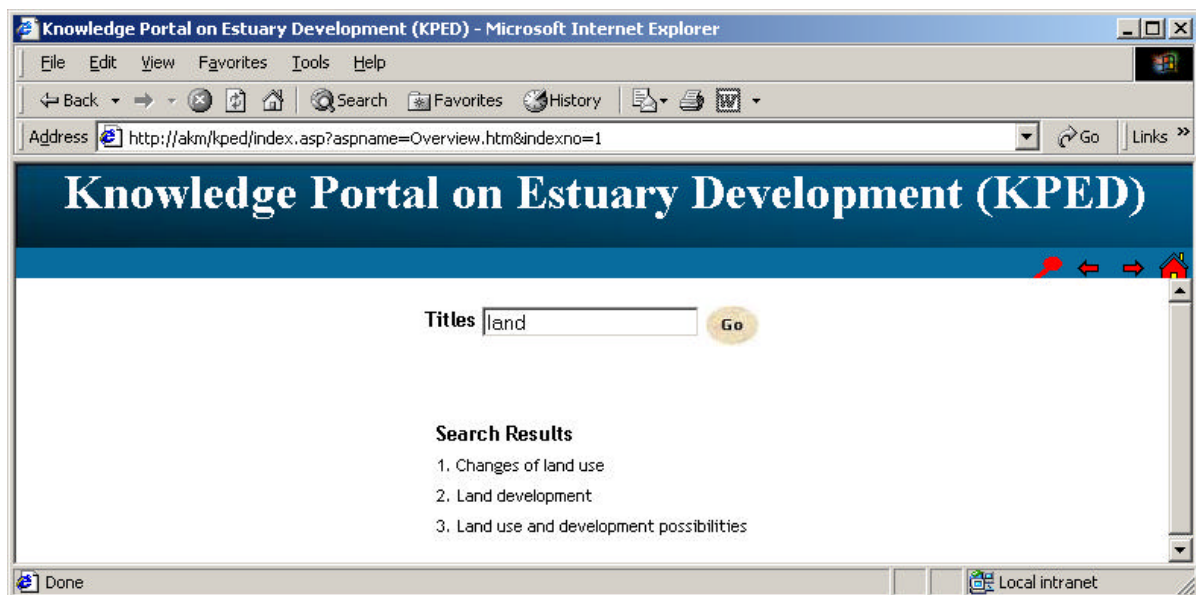 Knowledge Portal on Estuary Development (KPED) - Microsoft Internet Explorer
File Edit View Favorites Tools Help
Back Search Favorites History
Address http://akm/kped/index.asp?aspname=Overview.htm&indexno=1 Go Links »
Knowledge Portal on Estuary Development (KPED)
Titles land Go
Search Results
1. Changes of land use
2. Land development
3. Land use and development possibilities
Done Local intranet